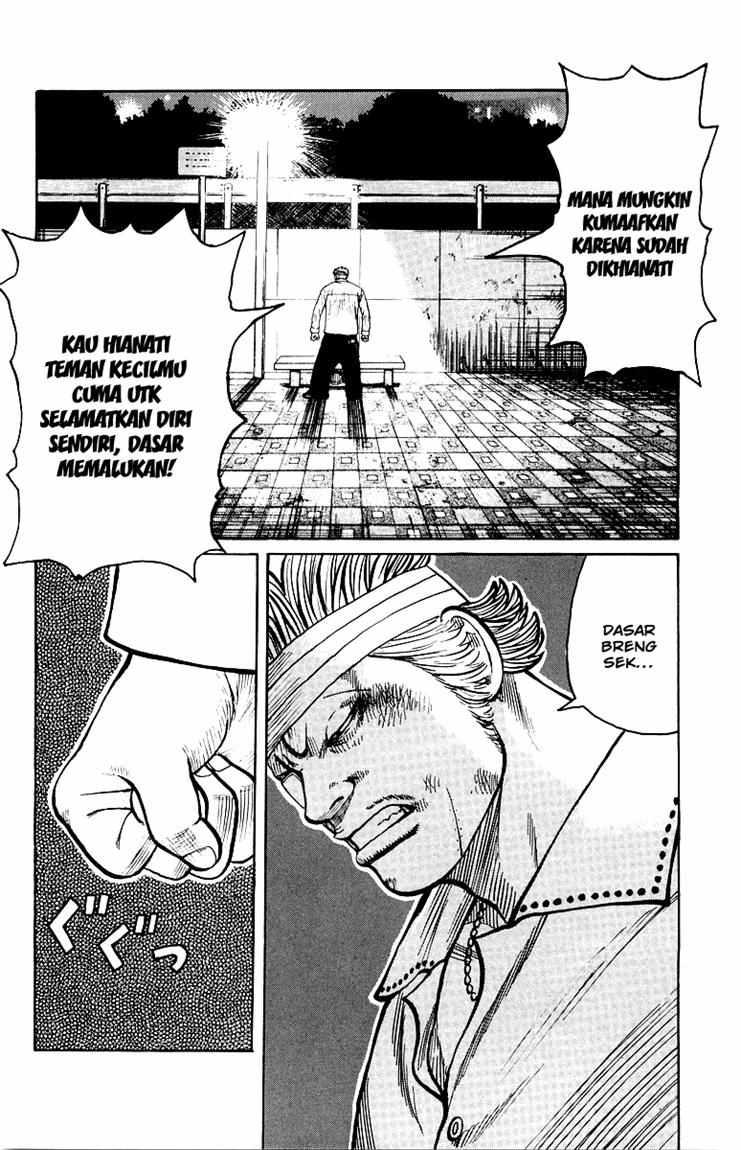 MANA MUNGKIN
KUMAAFKAN
KARENA SUDAH
DIKHIANATI
KAU HIANATI
TEMAN KECILMU
CUMA UTK
SELAMATKAN DIRI
SENDIRI, DASAR
MEMALUKAN!
DASAR
BRENG
SEK...
ぐ
ぐっ